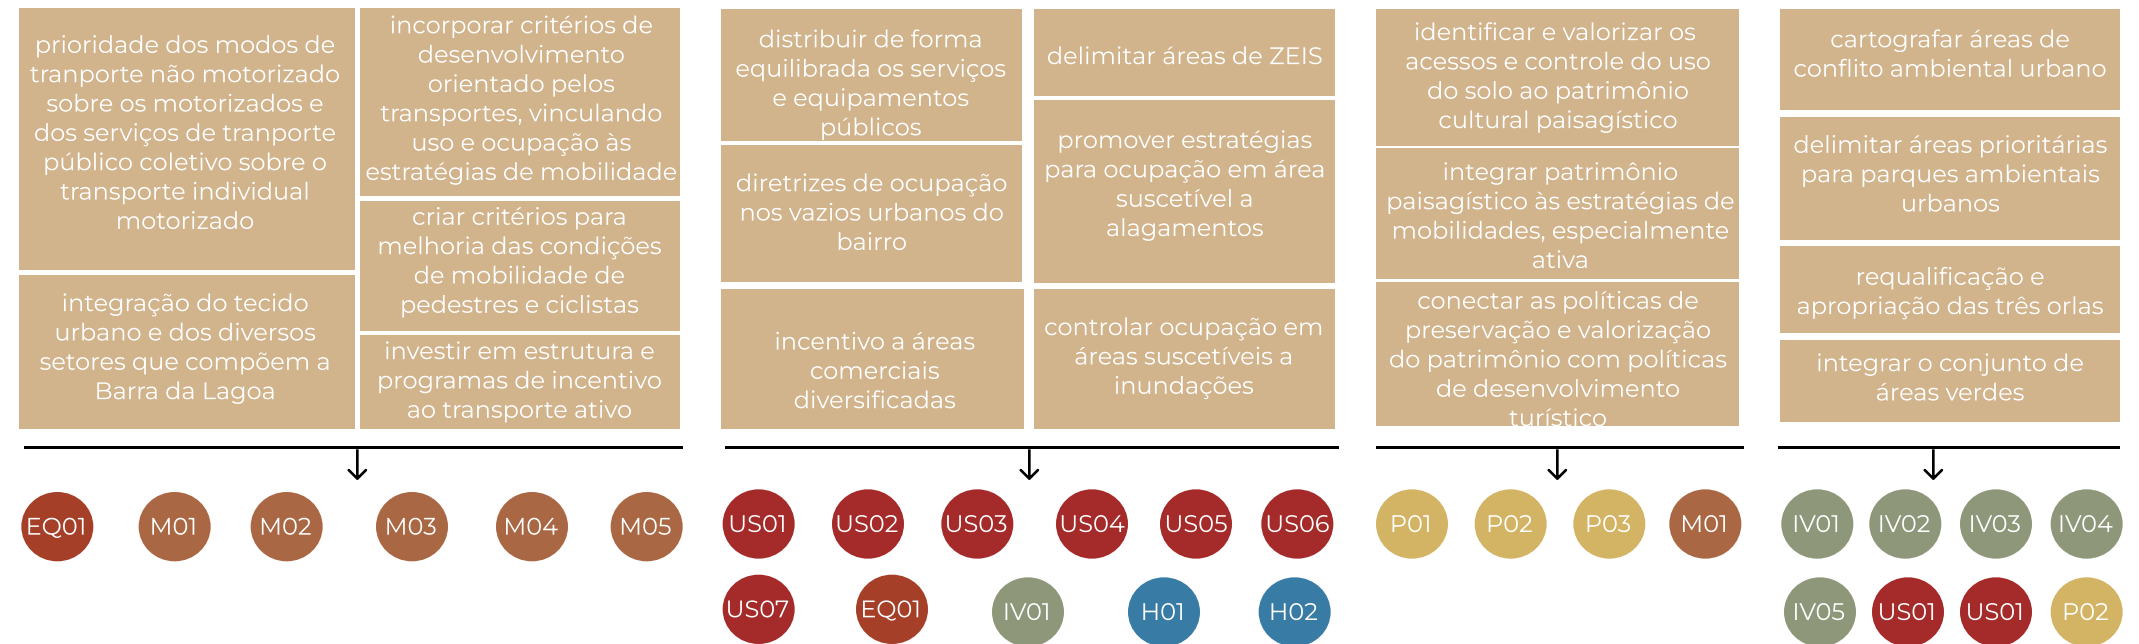 prioridade dos modos de
tranporte não motorizado
sobre os motorizados e
dos serviços de tranporte
público coletivo sobre o
transporte individual
motorizado
integração do tecido
urbano e dos diversos
setores que compõem a
Barra da Lagoa
incorporar critérios de
desenvolvimento
orientado pelos
transportes, vinculando
uso e ocupação às
estratégias de mobilidade
criar critérios para
melhoria das condições
de mobilidade de
pedestres e ciclistas
investir em estrutura e
programas de incentivo
ao transporte ativo
EQ01 M01 M02 M03 M04 M05
distribuir de forma
equilibrada os serviços
e equipamentos
públicos
diretrizes de ocupação
nos vazios urbanos do
bairro
incentivo a áreas
comerciais
diversificadas
delimitar áreas de ZEIS
promover estratégias
para ocupação em área
suscetível a
alagamentos
controlar ocupação em
áreas suscetíveis a
inundações
US01 US02 US03 US04 US05 US06
US07 EQ01 IV01 H01 H02
identificar e valorizar os
acessos e controle do uso
do solo ao patrimônio
cultural paisagístico
integrar patrimônio
paisagístico às estratégias de
mobilidades, especialmente
ativa
conectar as políticas de
preservação e valorização
do patrimônio com políticas
de desenvolvimento
turístico
P01 P02 P03 M01
cartografar áreas de
conflito ambiental urbano
delimitar áreas prioritárias
para parques ambientais
urbanos
requalificação e
apropriação das três orlas
integrar o conjunto de
áreas verdes
IV01 IV02 IV03 IV04
IV05 US01 US01 P02